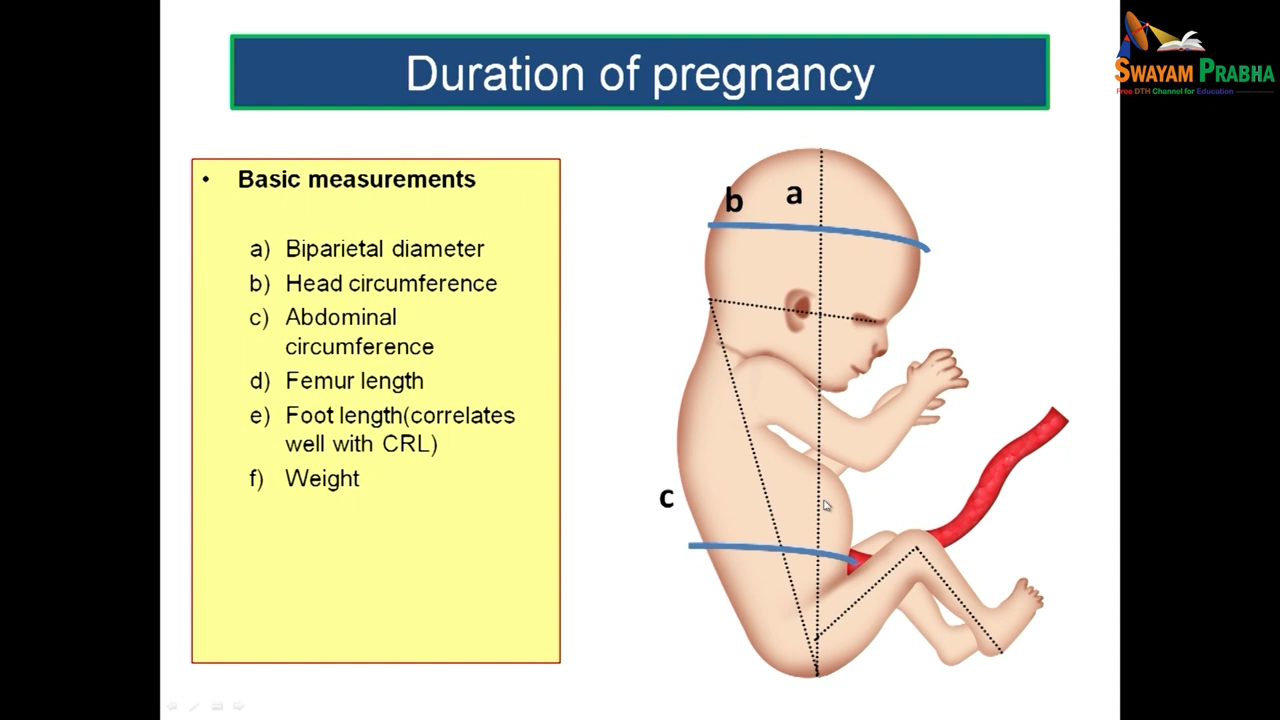 Duration of pregnancy
SWAYAM PRABHA
Free DTH Channel for Education
• Basic measurements
a) Biparietal diameter
b) Head circumference
c) Abdominal
circumference
d) Femur length
e) Foot length(correlates
well with CRL)
f) Weight
b a
c